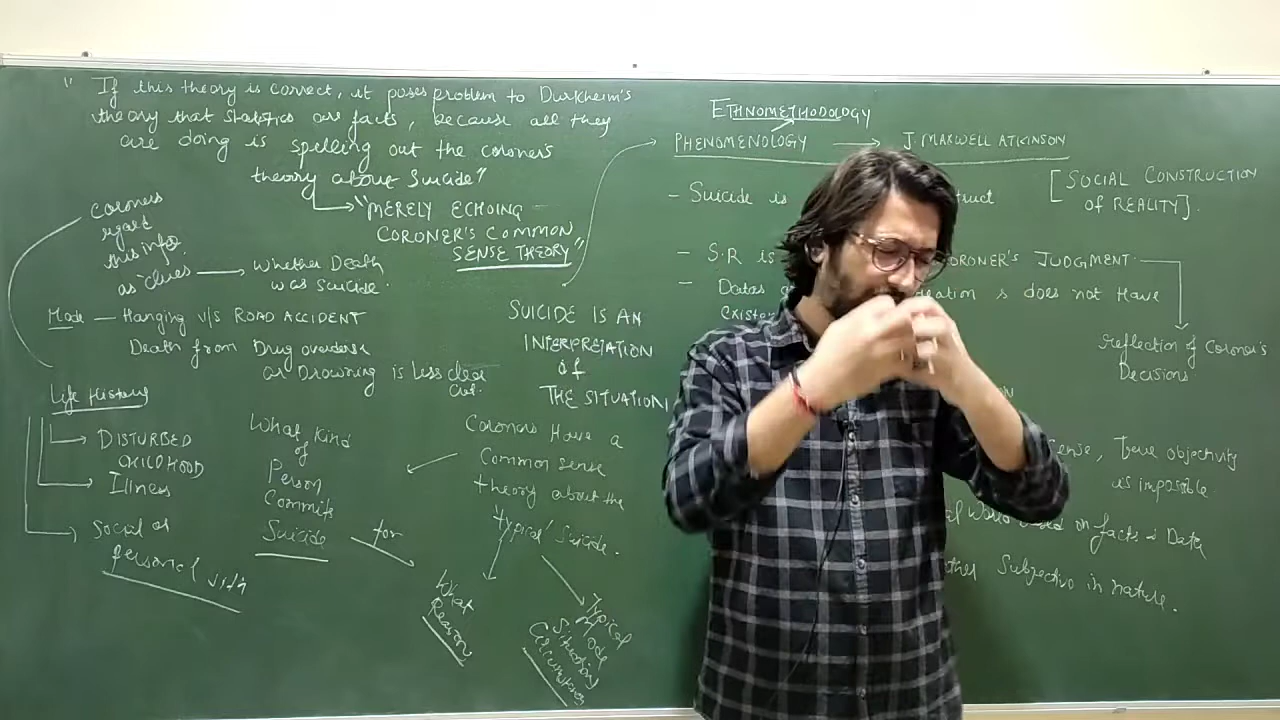 " If this theory is correct, it poses problem to Durkheim's
theory that statistics are facts, because all they
are doing is spelling out the coroner's
theory about Suicide"
"MERELY ECHOING
CORONER'S COMMON
SENSE THEORY"
Coroners
regard
this info.
as 'clues
Whether Death
was suicide.
Mode — Hanging v/s ROAD ACCIDENT
Death from Drug overdose
or Drowning is less clear
Cut.
Life History
DISTURBED
CHILDHOOD
Illness
Social or
personal
What kind
of
Person
Commits
Suicide
for
What
Reason
SUICIDE IS AN
INTERPRETATION
of
THE SITUATION
Coroners Have a
Common sense
theory about the
'typical' Suicide.
Typical
Mode
Situation/
Circumstances
ETHNOMETHODOLOGY
PHENOMENOLOGY
J. MAXWELL ATKINSON
[SOCIAL CONSTRUCTION
of REALITY].
- Suicide is
- S.R is
CORONER'S JUDGMENT
- Datas
does not Have
reflection of Coroner's
Decisions
True objectivity
is impossible
on facts & Data
Subjective in nature.